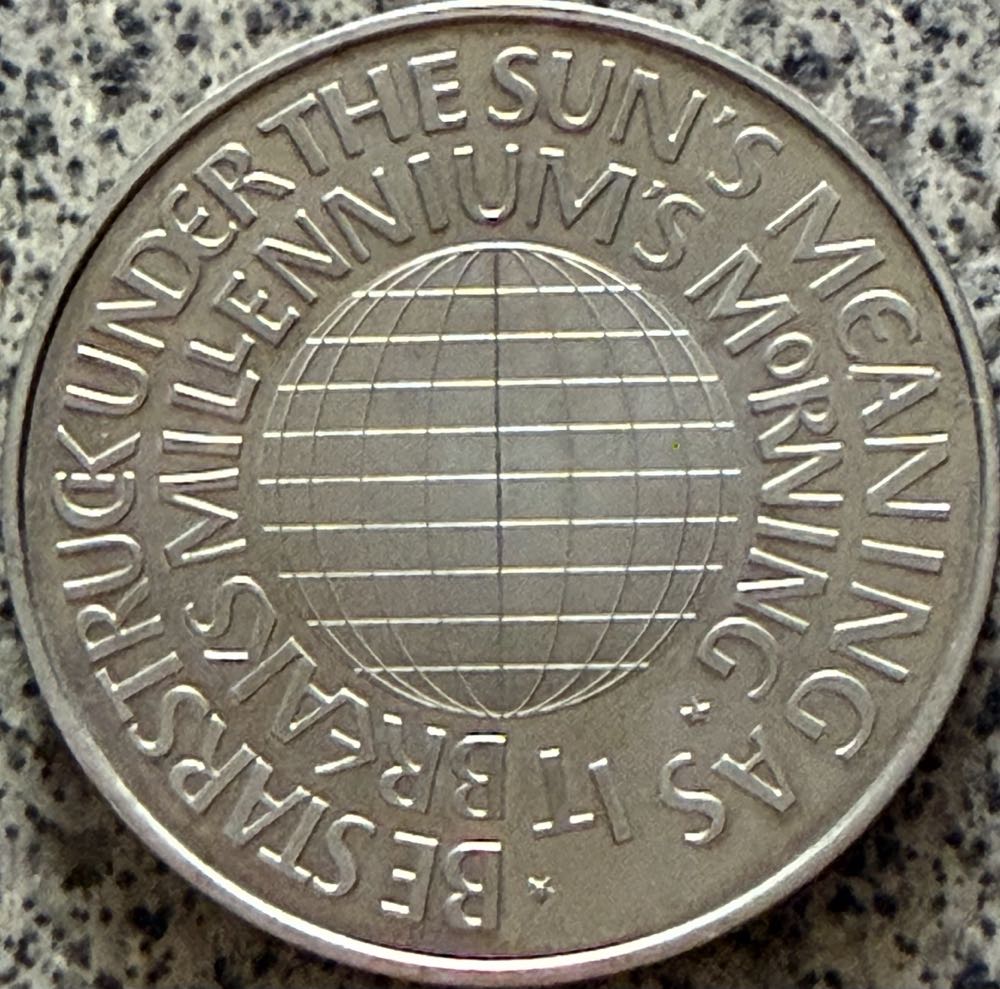 BE STARSTRUCK UNDER THE SUN'S MEANING AS IT
BREAKS MILLENNIUM'S MORNING